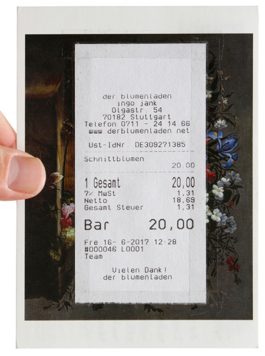 der blumenladen
ingo jank
Olgastr. 54
70182 Stuttgart
Telefon 0711 - 24 14 66
www.derblumenladen.net
Ust-IdNr DE309271385
Schnittblumen
20.00
1 Gesamt 20,00
7% MwSt 1.31
Netto 18,69
Gesamt Steuer 1.31
Bar 20,00
Fre 16- 6-2017 12-28
#000046 L0001
Team
Vielen Dank!
der blumenladen